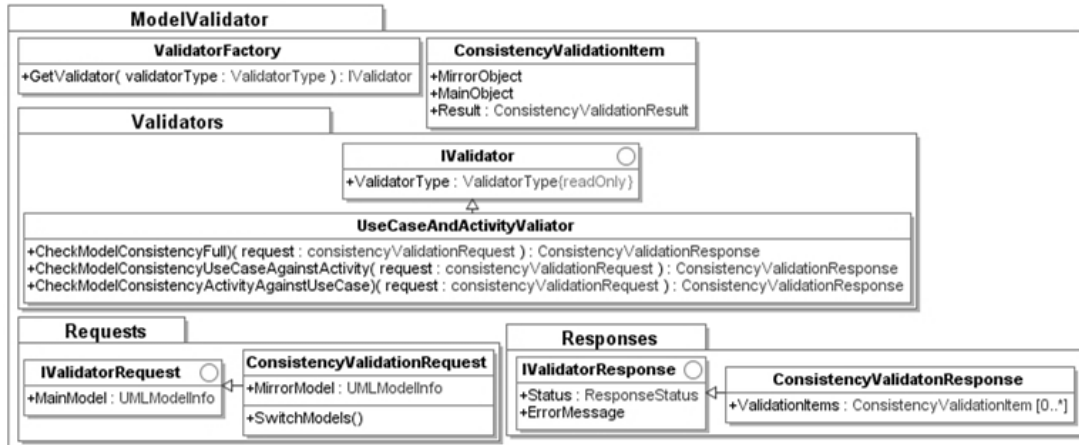 ModelValidator
ValidatorFactory
+GetValidator( validatorType : ValidatorType ) : IValidator
ConsistencyValidationItem
+MirrorObject
+MainObject
+Result : ConsistencyValidationResult
Validators
IValidator
+ValidatorType : ValidatorType{readOnly}
UseCaseAndActivityValiator
+CheckModelConsistencyFull)( request : consistencyValidationRequest ) : ConsistencyValidationResponse
+CheckModelConsistencyUseCaseAgainstActivity( request : consistencyValidationRequest ) : ConsistencyValidationResponse
+CheckModelConsistencyActivityAgainstUseCase)( request : consistencyValidationRequest ) : ConsistencyValidationResponse
Requests
IValidatorRequest
+MainModel : UMLModelInfo
ConsistencyValidationRequest
+MirrorModel : UMLModelInfo
+SwitchModels()
Responses
IValidatorResponse
+Status : ResponseStatus
+ErrorMessage
ConsistencyValidatonResponse
+ValidationItems : ConsistencyValidationItem [0..*]